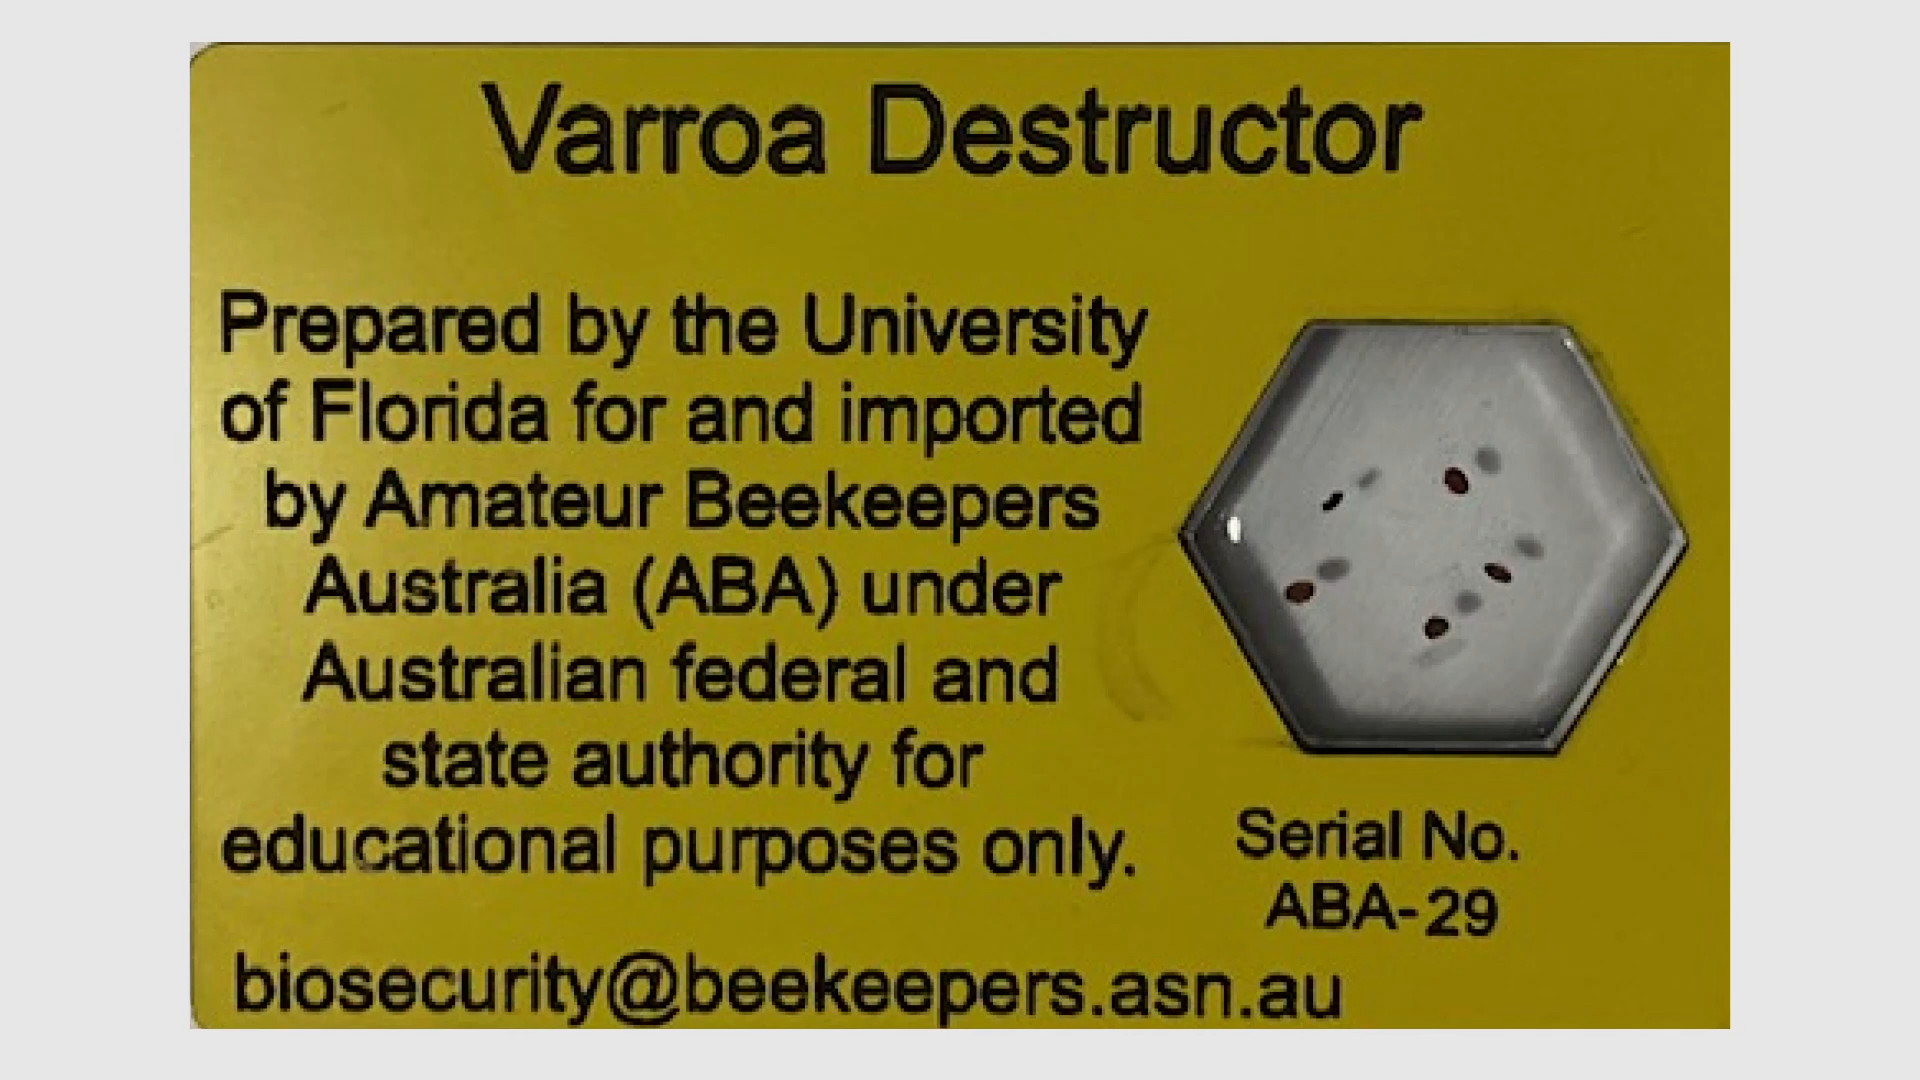 Varroa Destructor
Prepared by the University
of Florida for and imported
by Amateur Beekeepers
Australia (ABA) under
Australian federal and
state authority for
educational purposes only.
Serial No.
ABA-29
biosecurity@beekeepers.asn.au